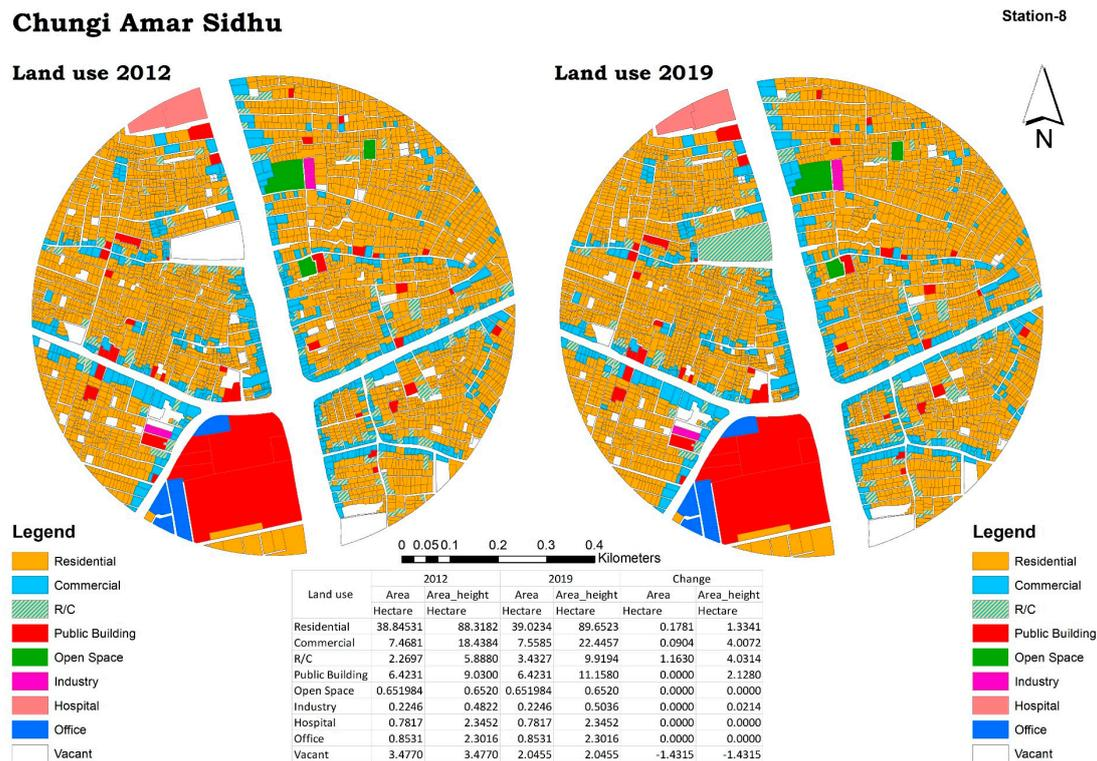 Chungi Amar Sidhu
Station-8
Land use 2012
Land use 2019
N
Legend
Residential
Commercial
R/C
Public Building
Open Space
Industry
Hospital
Office
Vacant
0 0.05 0.1 0.2 0.3 0.4
Kilometers
Land use 2012 2019 Change
Area Area_height Area Area_height Area Area_height
Hectare Hectare Hectare Hectare Hectare Hectare
Residential 38.84531 88.3182 39.0234 89.6523 0.1781 1.3341
Commercial 7.4681 18.4384 7.5585 22.4457 0.0904 4.0072
R/C 2.2697 5.8880 3.4327 9.9194 1.1630 4.0314
Public Building 6.4231 9.0300 6.4231 11.1580 0.0000 2.1280
Open Space 0.651984 0.6520 0.651984 0.6520 0.0000 0.0000
Industry 0.2246 0.4822 0.2246 0.5036 0.0000 0.0214
Hospital 0.7817 2.3452 0.7817 2.3452 0.0000 0.0000
Office 0.8531 2.3016 0.8531 2.3016 0.0000 0.0000
Vacant 3.4770 3.4770 2.0455 2.0455 -1.4315 -1.4315
Legend
Residential
Commercial
R/C
Public Building
Open Space
Industry
Hospital
Office
Vacant